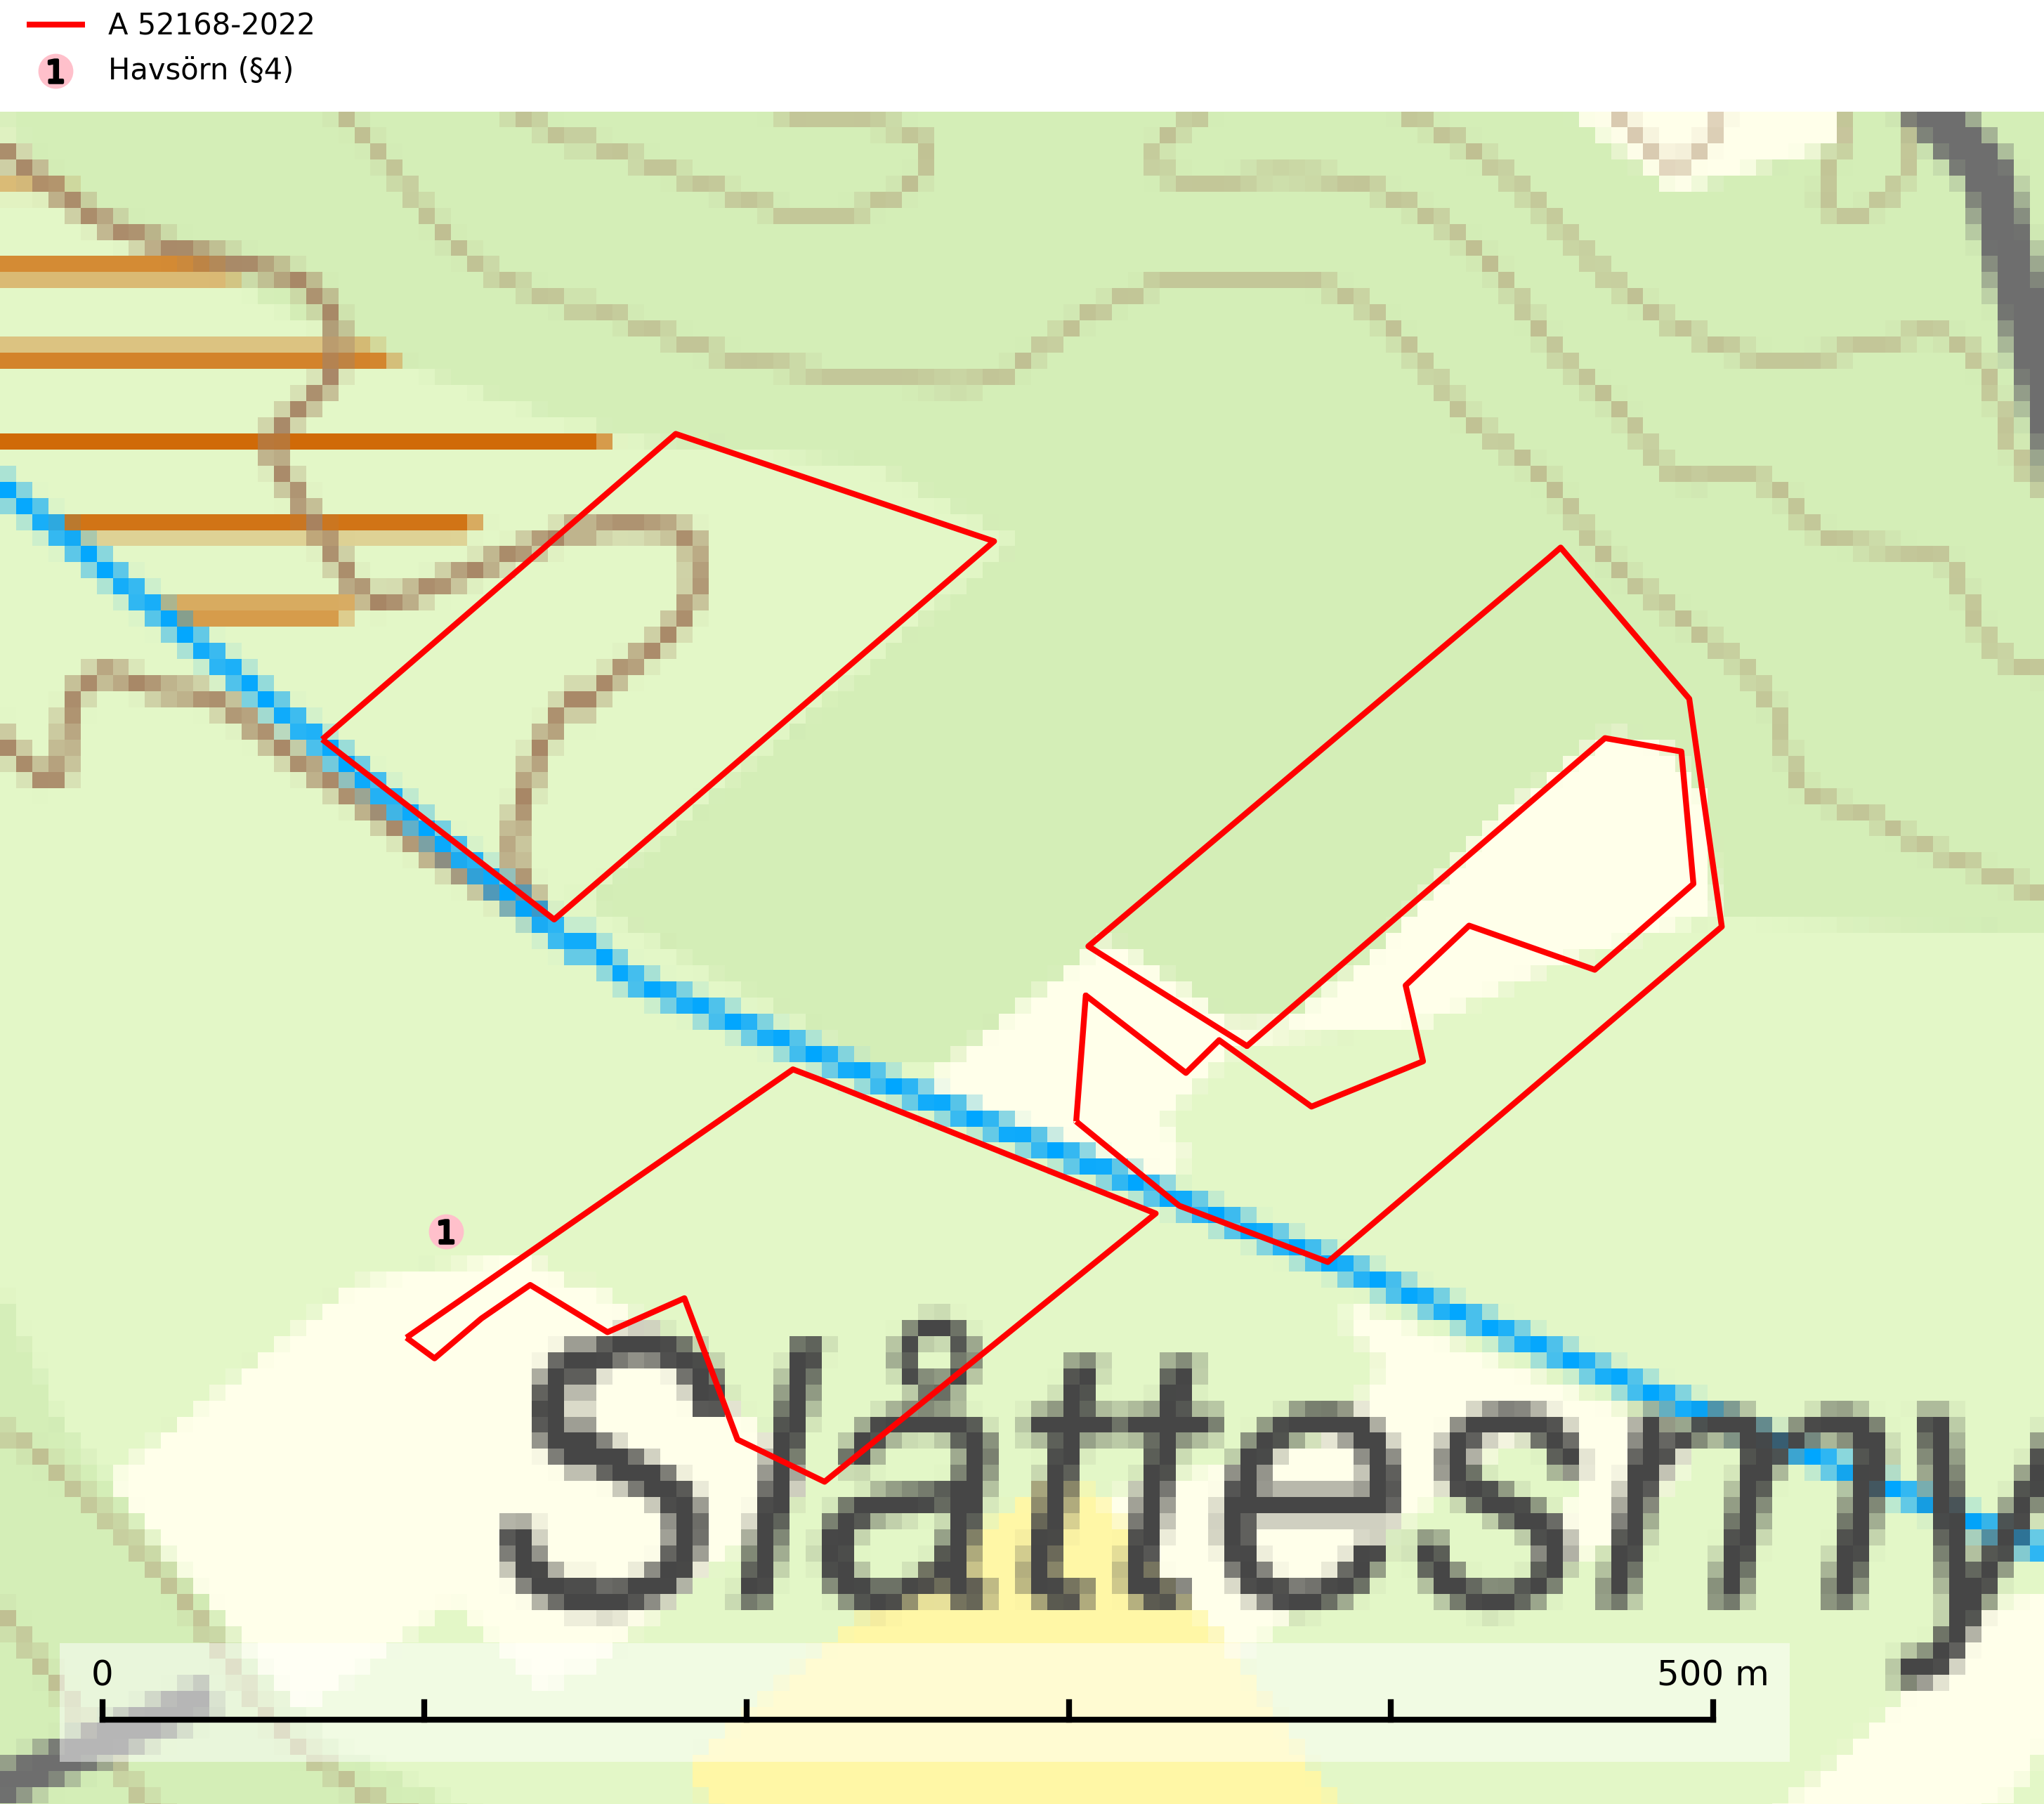 A 52168-2022
1 Havsörn (§4)
1
Slåttesmy
0 500 m